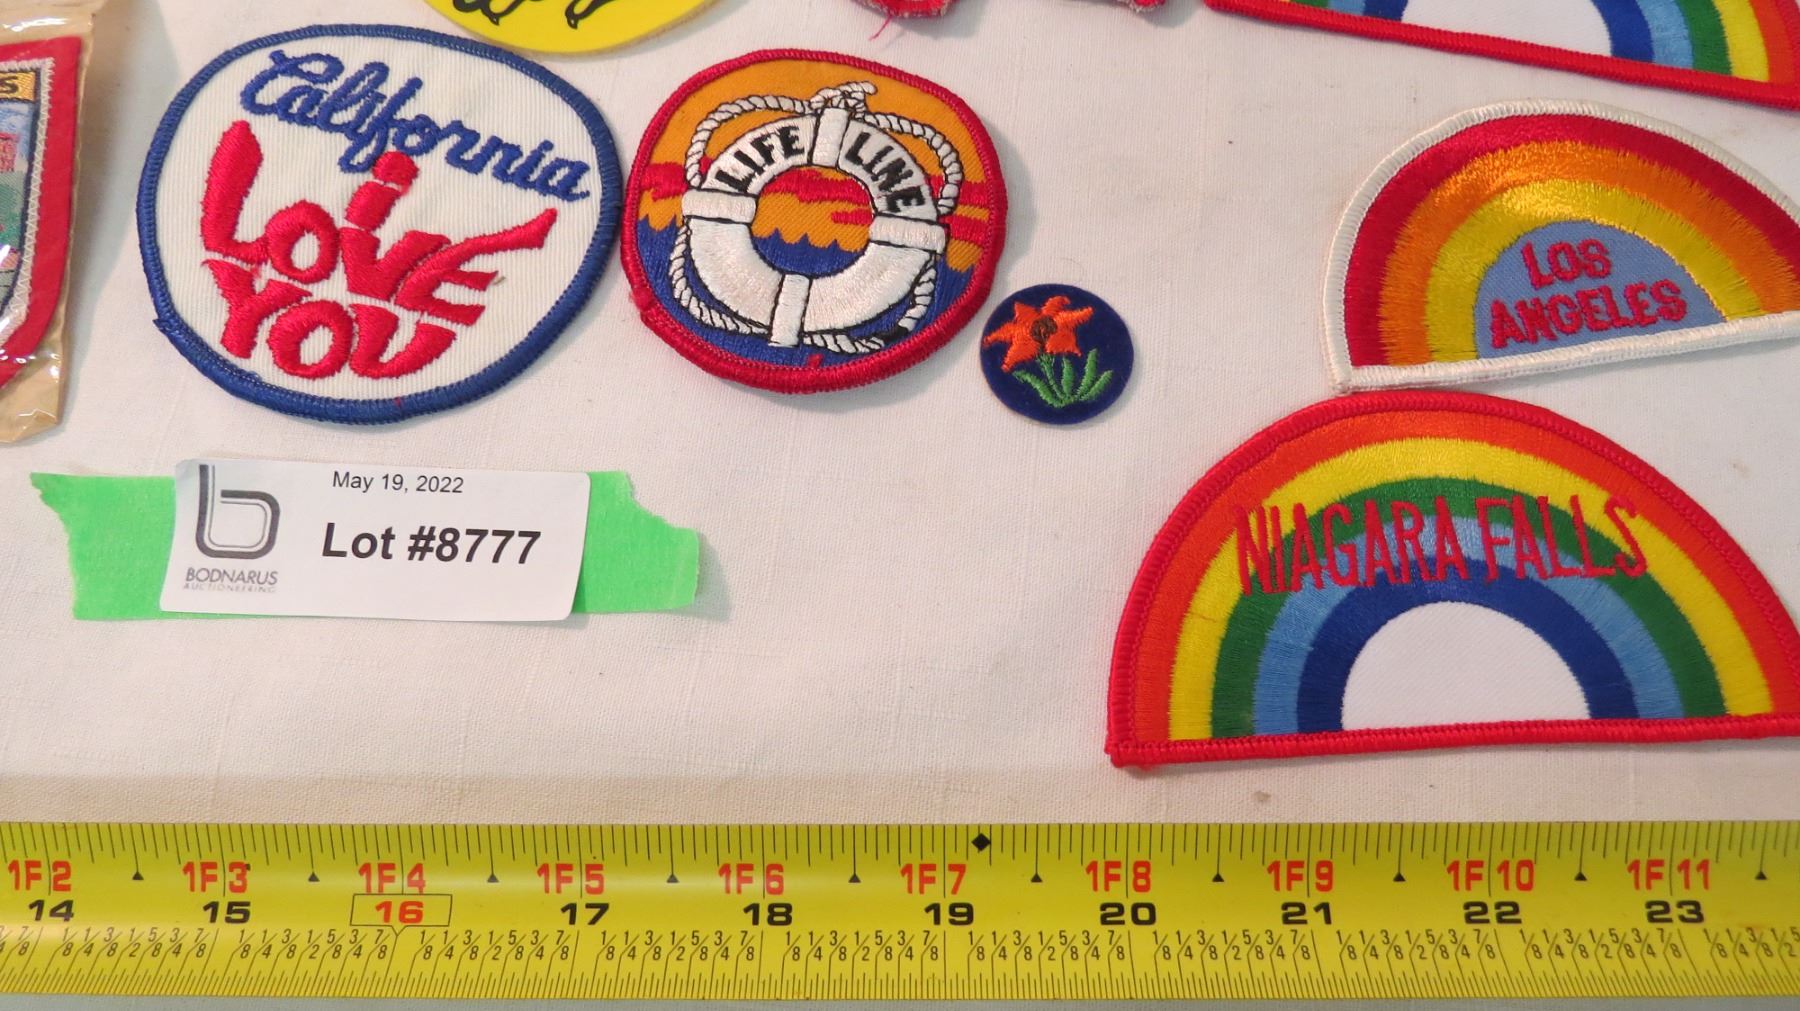 California
i
LOVE
YOU
LIFE LINE
LOS
ANGELES
NIAGARA FALLS
May 19, 2022
Lot #8777
BODNARUS
AUCTIONEERING
1F2 1F3 1F4 1F5 1F6 1F7 1F8 1F9 1F10 1F11
14 15 16 17 18 19 20 21 22 23